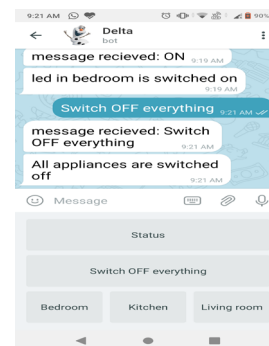 9:21 AM
90%
Delta
bot
message recieved: ON 9:19 AM
led in bedroom is switched on
9:19 AM
Switch OFF everything 9:21 AM
message recieved: Switch
OFF everything 9:21 AM
All appliances are switched
off 9:21 AM
Message
Status
Switch OFF everything
Bedroom Kitchen Living room